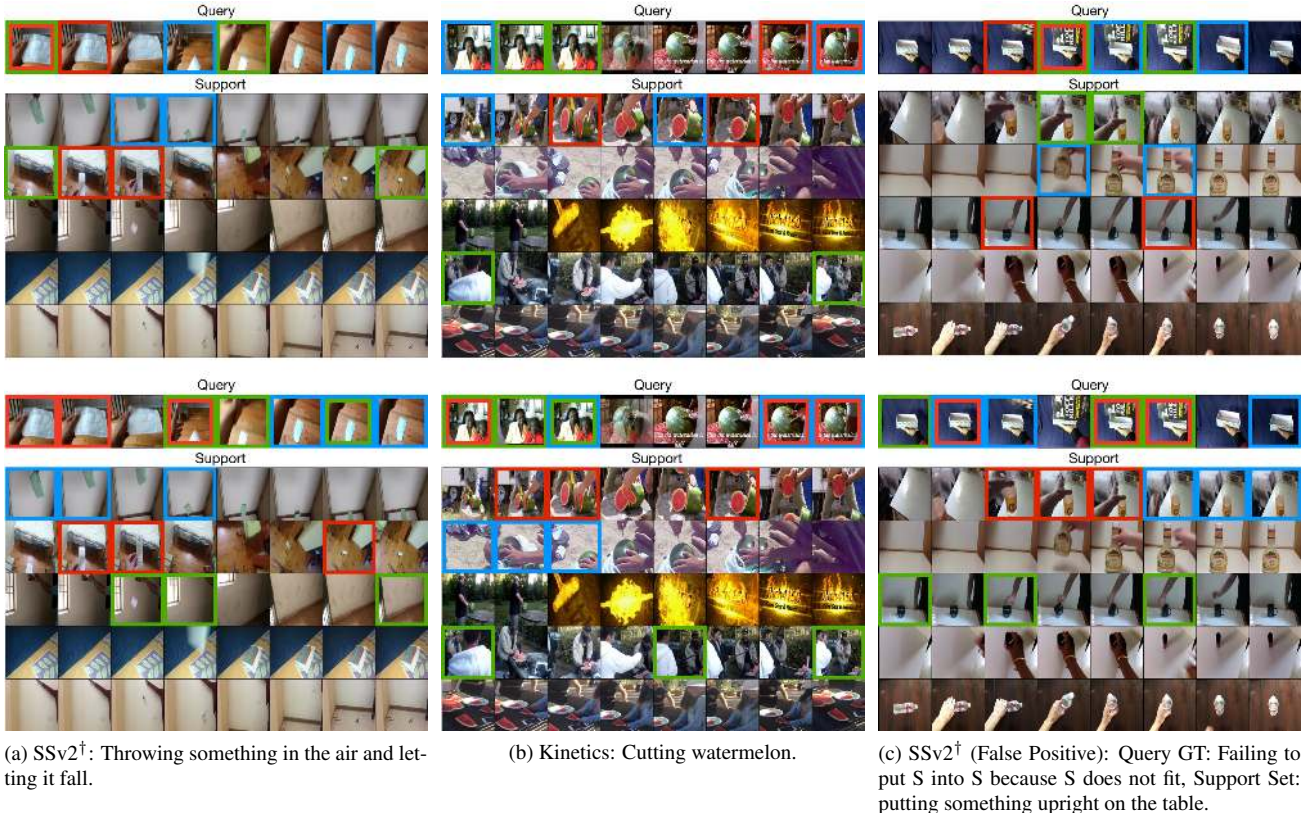 Query
Query
Query
Support
Support
Support
Query
Query
Query
Support
Support
Support
(a) SSv2†: Throwing something in the air and let-
ting it fall.
(b) Kinetics: Cutting watermelon.
(c) SSv2† (False Positive): Query GT: Failing to
put S into S because S does not fit, Support Set:
putting something upright on the table.